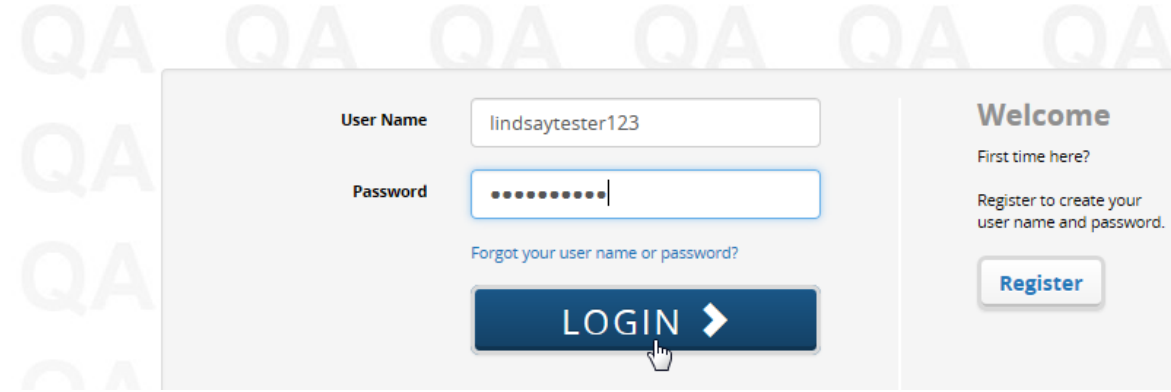 QA QA QA QA QA QA
User Name
lindsaytester123
Password
••••••••••
Forgot your user name or password?
LOGIN
Welcome
First time here?
Register to create your
user name and password.
Register
QA
QA
QA